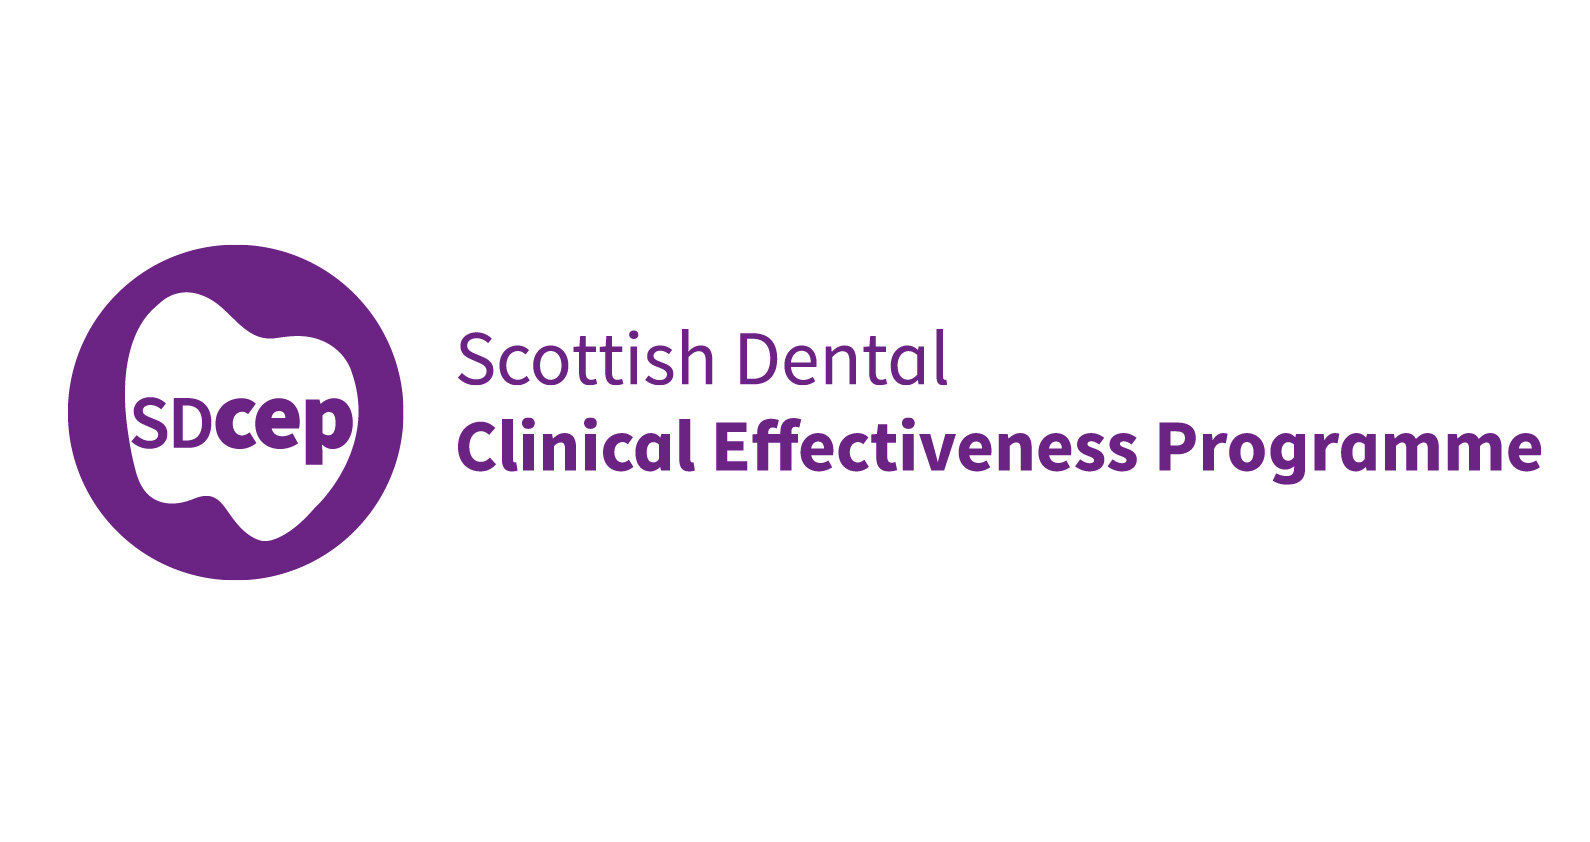 SDcep
Scottish Dental
Clinical Effectiveness Programme